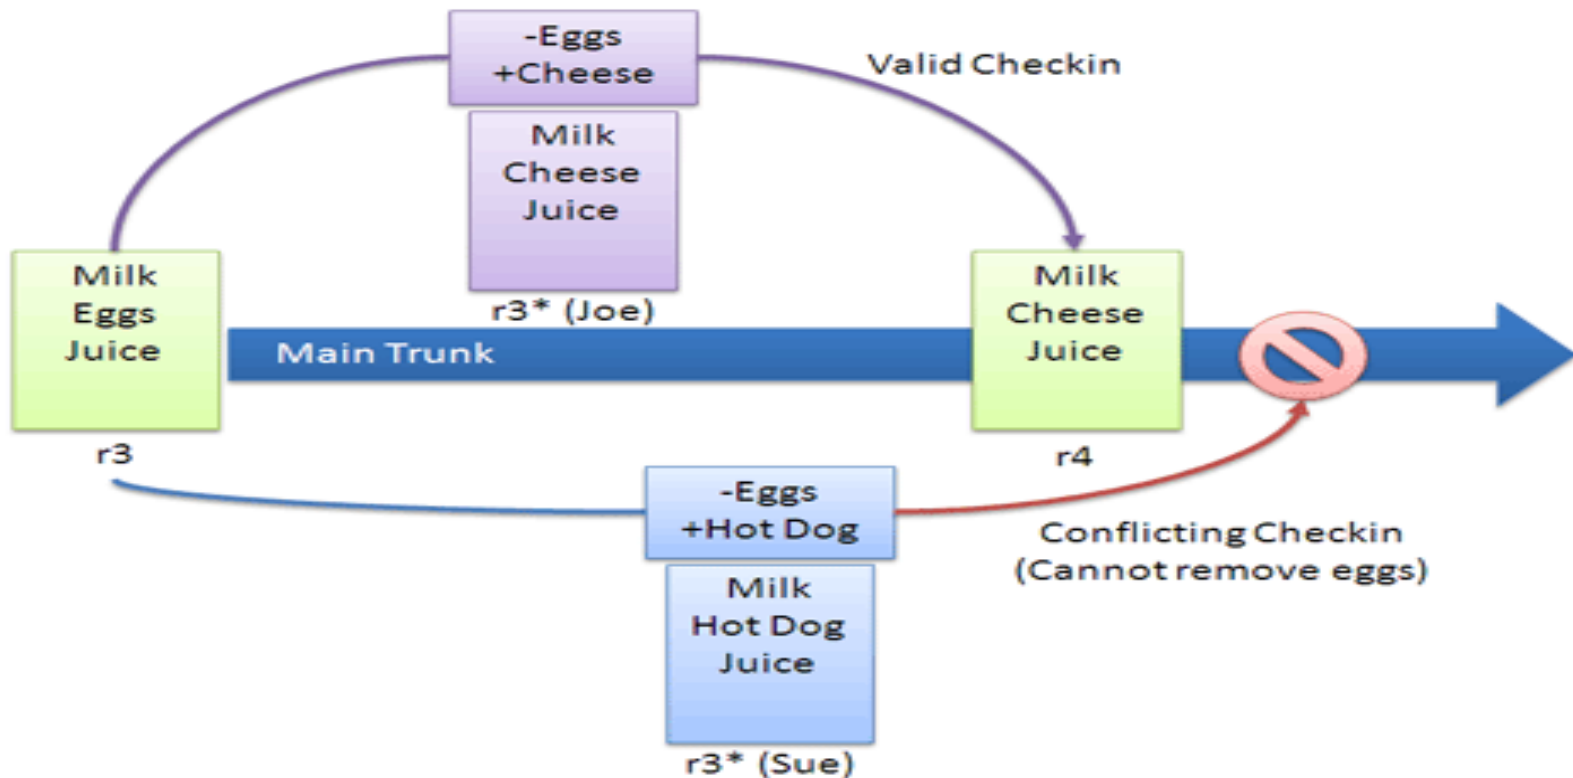 -Eggs
+Cheese
Valid Checkin
Milk
Cheese
Juice
r3* (Joe)
Milk
Eggs
Juice
r3
Main Trunk
Milk
Cheese
Juice
r4
-Eggs
+Hot Dog
Conflicting Checkin
(Cannot remove eggs)
Milk
Hot Dog
Juice
r3* (Sue)